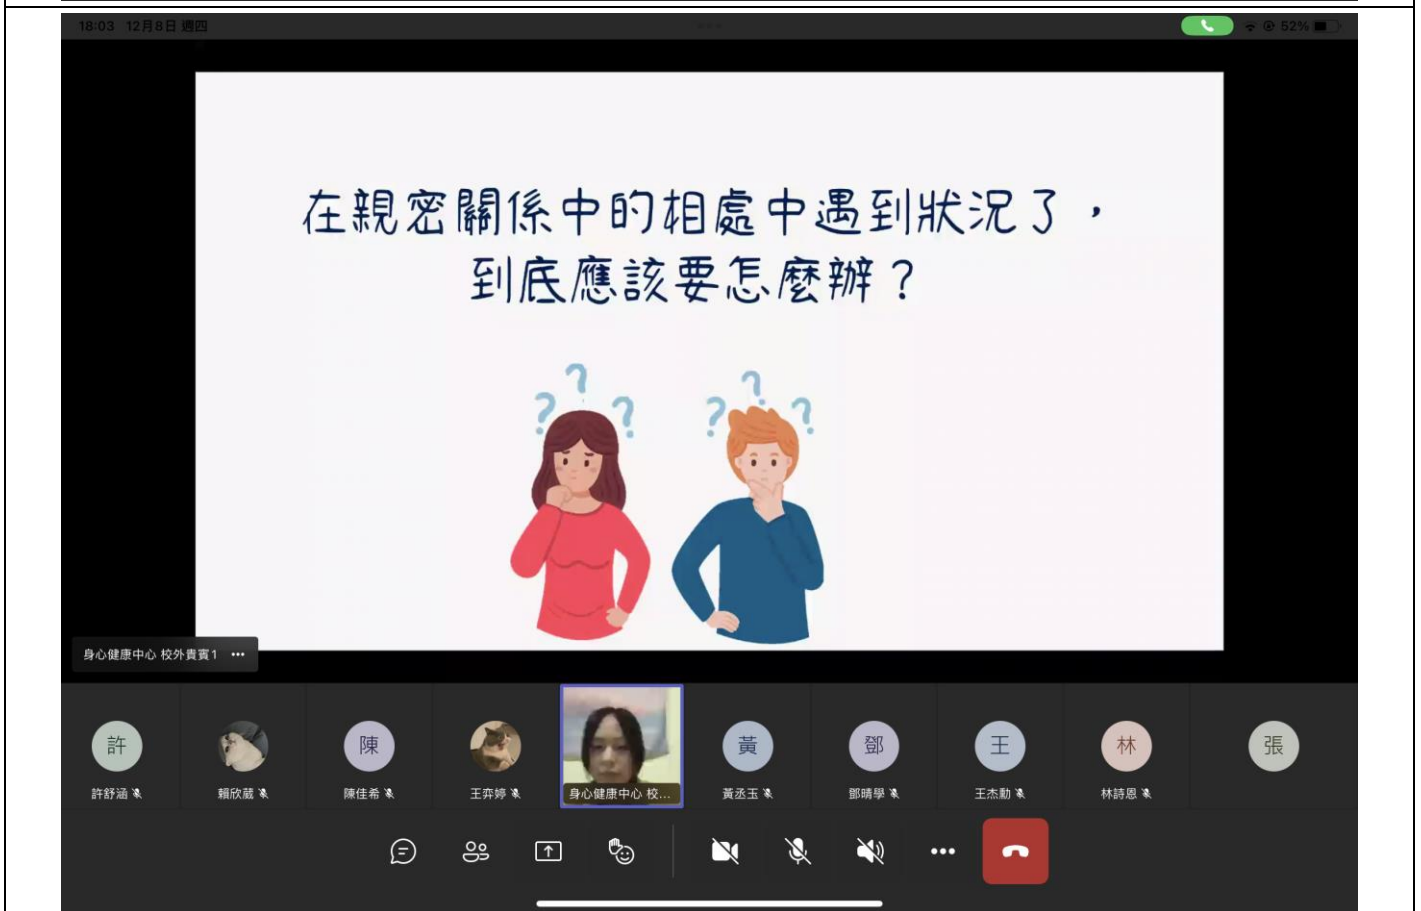 18:03 12月8日 週四
52%
在親密關係中的相處中遇到狀況了，
到底應該要怎麼辦？
身心健康中心 校外貴賓1 •••
許 陳 黃 鄧 王 林 張
許舒涵 賴欣葳 陳佳希 王弈婷 身心健康中心 校... 黃丞玉 鄧晴學 王杰勳 林詩恩